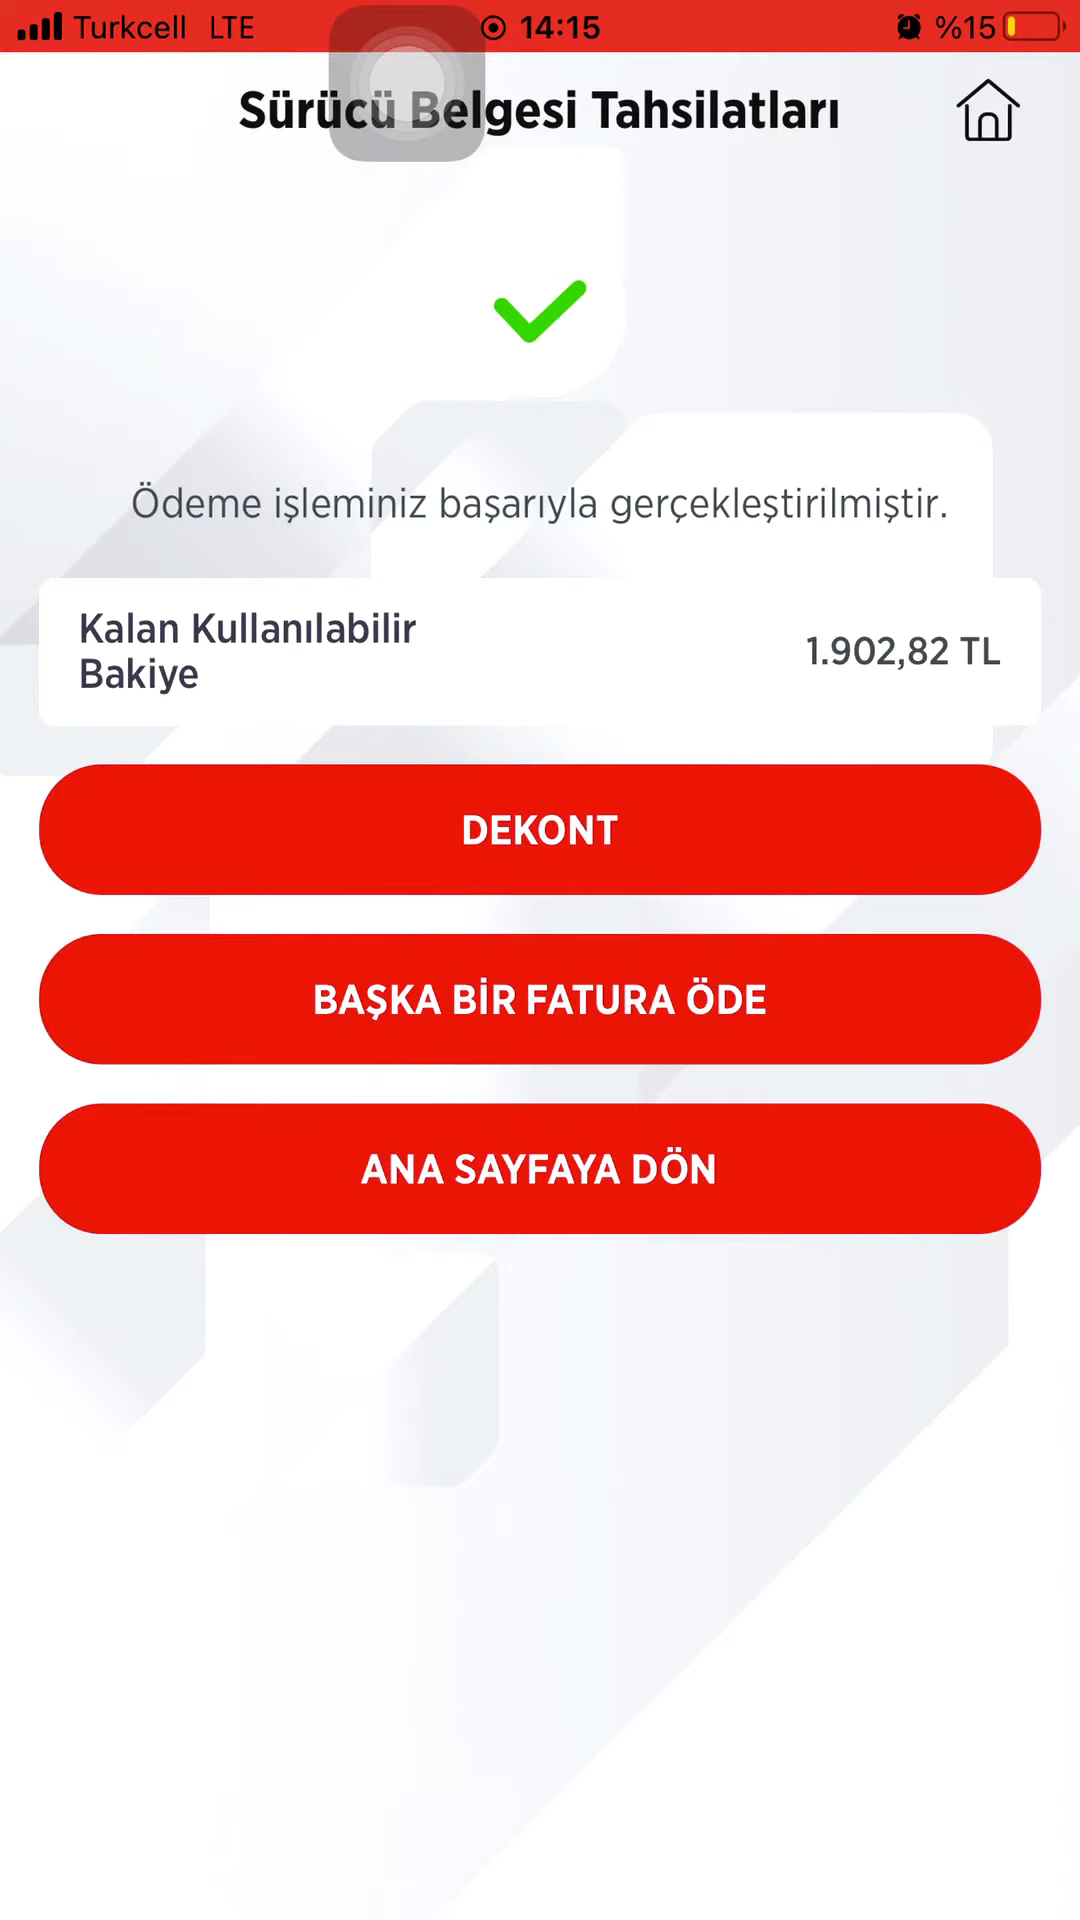 Turkcell LTE 14:15 %15
Sürücü Belgesi Tahsilatları
Ödeme işleminiz başarıyla gerçekleştirilmiştir.
Kalan Kullanılabilir
Bakiye
1.902,82 TL
DEKONT
BAŞKA BİR FATURA ÖDE
ANA SAYFAYA DÖN